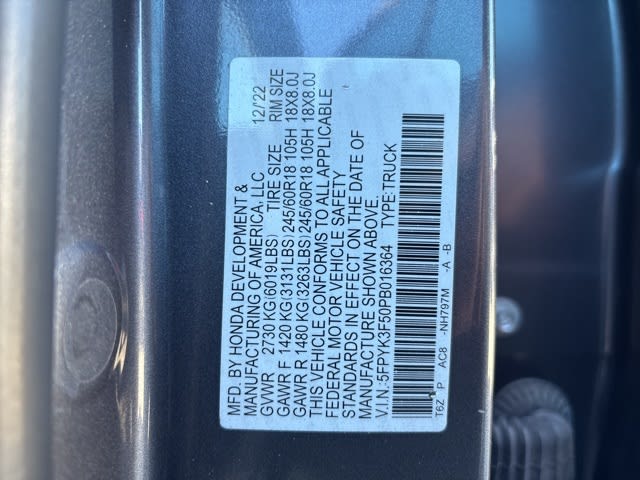 MFD. BY HONDA DEVELOPMENT &
MANUFACTURING OF AMERICA, LLC 12/22
GVWR 2730 KG(6019LBS) TIRE SIZE RIM SIZE
GAWR F 1420 KG(3131LBS)245/60R18 105H 18X8.0J
GAWR R 1480 KG(3263LBS)245/60R18 105H 18X8.0J
THIS VEHICLE CONFORMS TO ALL APPLICABLE
FEDERAL MOTOR VEHICLE SAFETY
STANDARDS IN EFFECT ON THE DATE OF
MANUFACTURE SHOWN ABOVE.
V.I.N.:5FPYK3F50PB016364 TYPE:TRUCK
T6Z P AC8 -NH797M -A -B